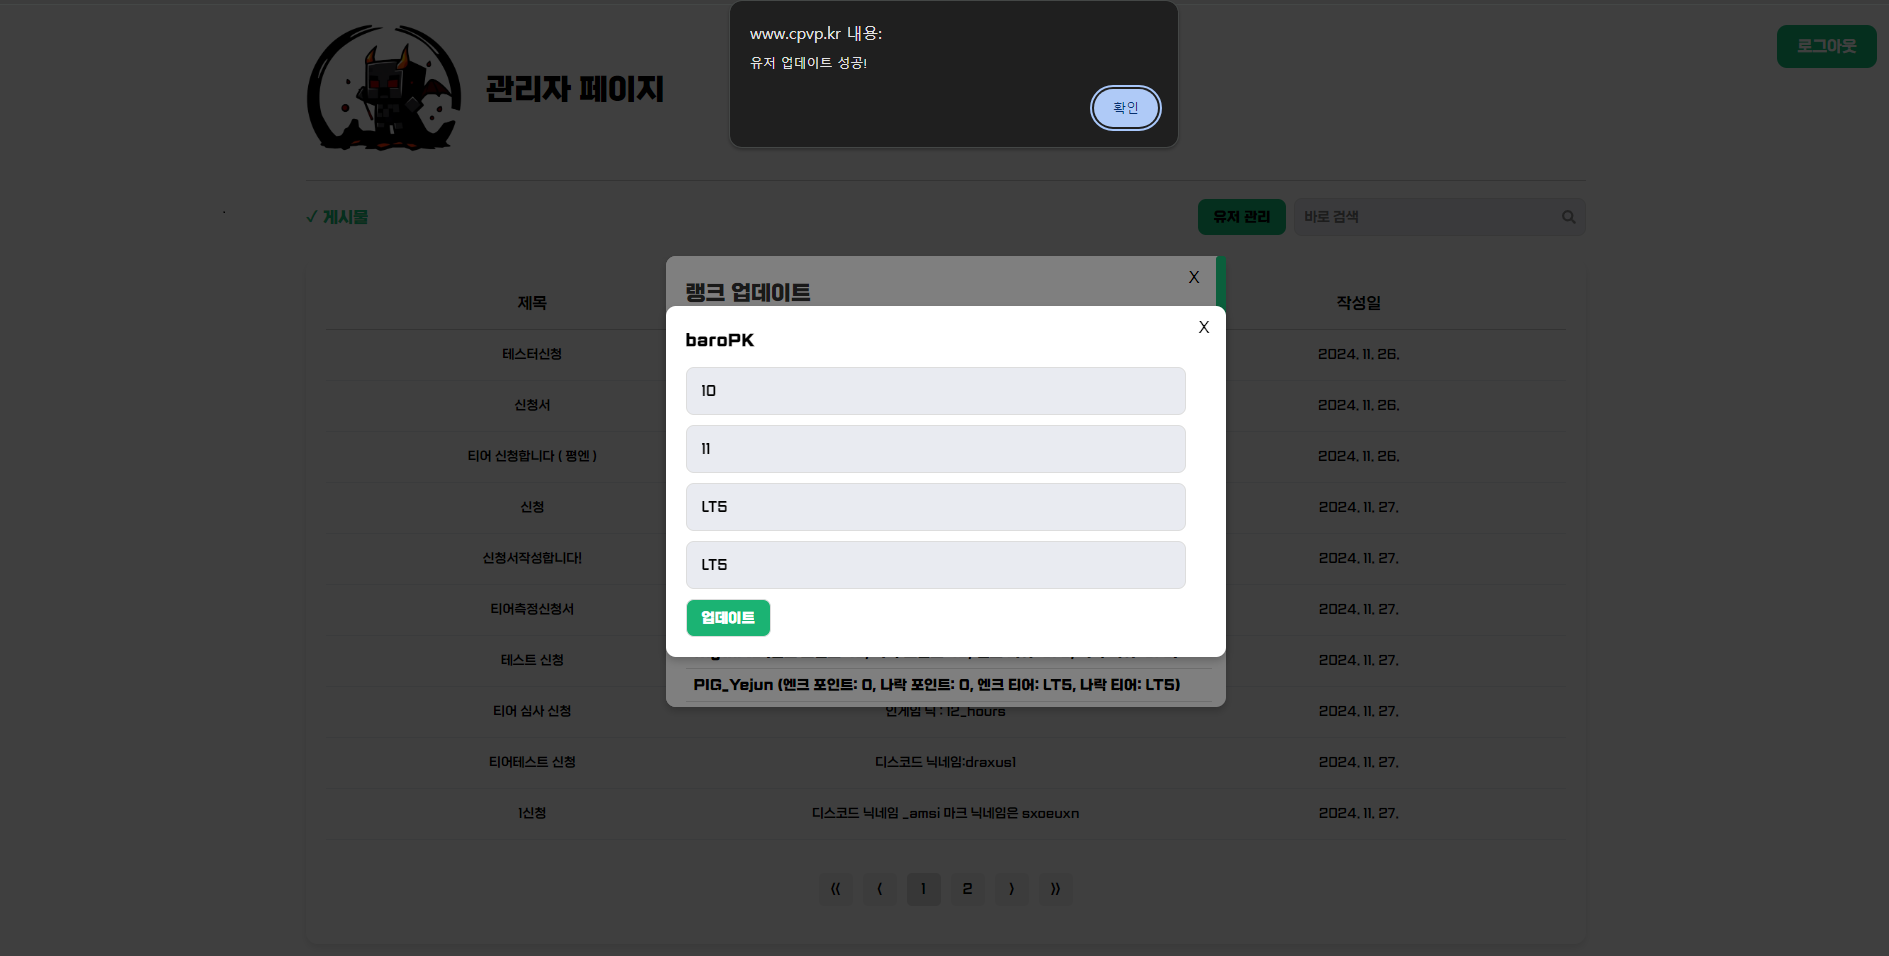 www.cpvp.kr 내용:
유저 업데이트 성공!
확인
로그아웃
관리자 페이지
✓ 게시물
유저 관리
바로 검색
랭크 업데이트
X
baroPK
X
10
11
LT5
LT5
업데이트
PIG_Yejun (엔크 포인트: 0, 나락 포인트: 0, 엔크 티어: LT5, 나락 티어: LT5)
제목
작성일
테스터신청
2024. 11. 26.
신청서
2024. 11. 26.
티어 신청합니다 ( 평엔 )
2024. 11. 26.
신청
2024. 11. 27.
신청서작성합니다!
2024. 11. 27.
티어측정신청서
2024. 11. 27.
테스트 신청
2024. 11. 27.
티어 심사 신청
인게임 닉 : 12_hours
2024. 11. 27.
티어테스트 신청
디스코드 닉네임:draxus1
2024. 11. 27.
1신청
디스코드 닉네임 _amsi 마크 닉네임은 sxoeuxn
2024. 11. 27.
⟪ ⟨ 1 2 ⟩ ⟫